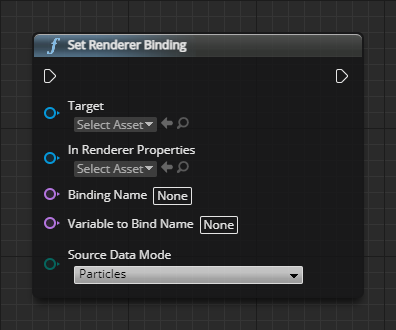 Set Renderer Binding
Target
Select Asset
In Renderer Properties
Select Asset
Binding Name None
Variable to Bind Name None
Source Data Mode
Particles